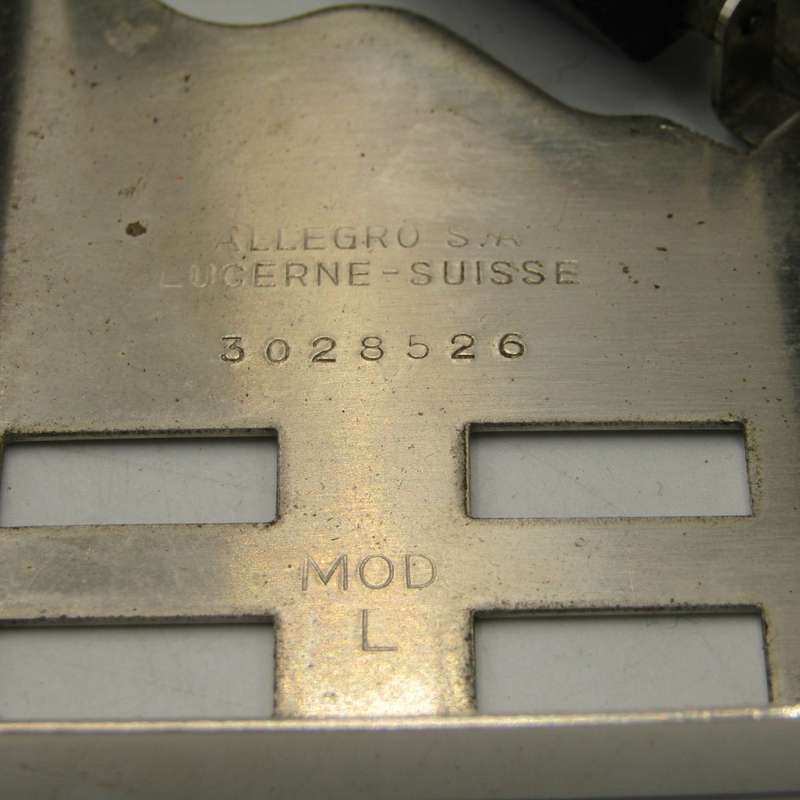 ALLEGRO S.A
LUCERNE-SUISSE
3028526
MOD
L